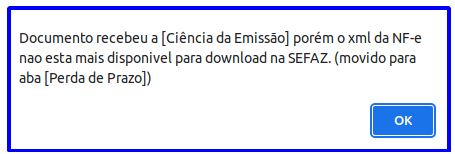 Documento recebeu a [Ciência da Emissão] porém o xml da NF-e
nao esta mais disponivel para download na SEFAZ. (movido para
aba [Perda de Prazo])
OK